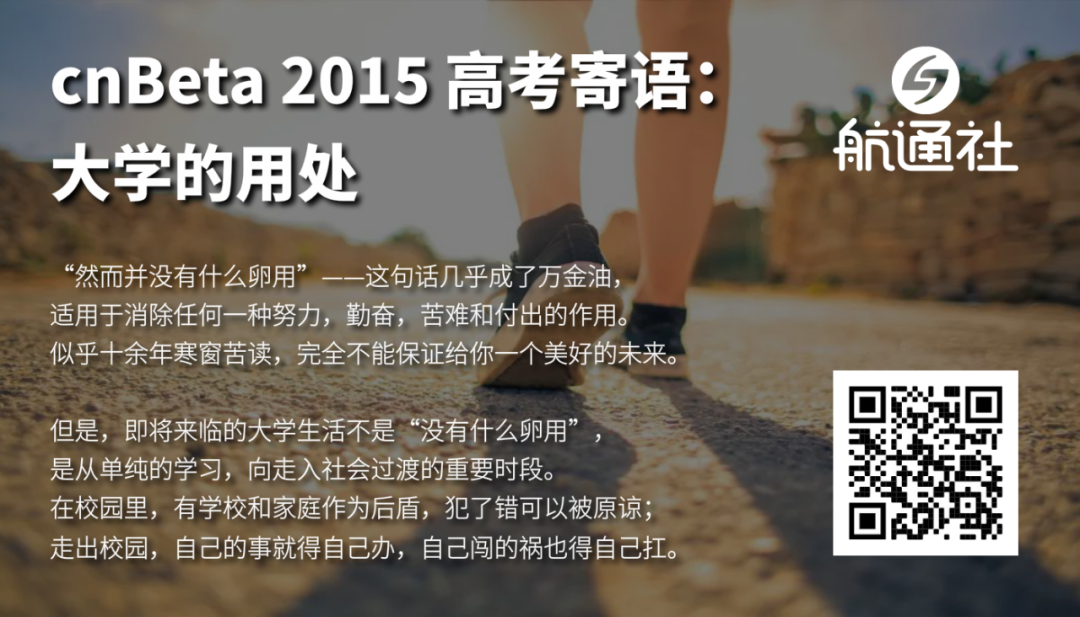 cnBeta 2015 高考寄语：
大学的用处
航通社
“然而并没有什么卵用”——这句话几乎成了万金油，
适用于消除任何一种努力，勤奋，苦难和付出的作用。
似乎十余年寒窗苦读，完全不能保证给你一个美好的未来。
但是，即将来临的大学生活不是“没有什么卵用”，
是从单纯的学习，向走入社会过渡的重要时段。
在校园里，有学校和家庭作为后盾，犯了错可以被原谅；
走出校园，自己的事就得自己办，自己闯的祸也得自己扛。